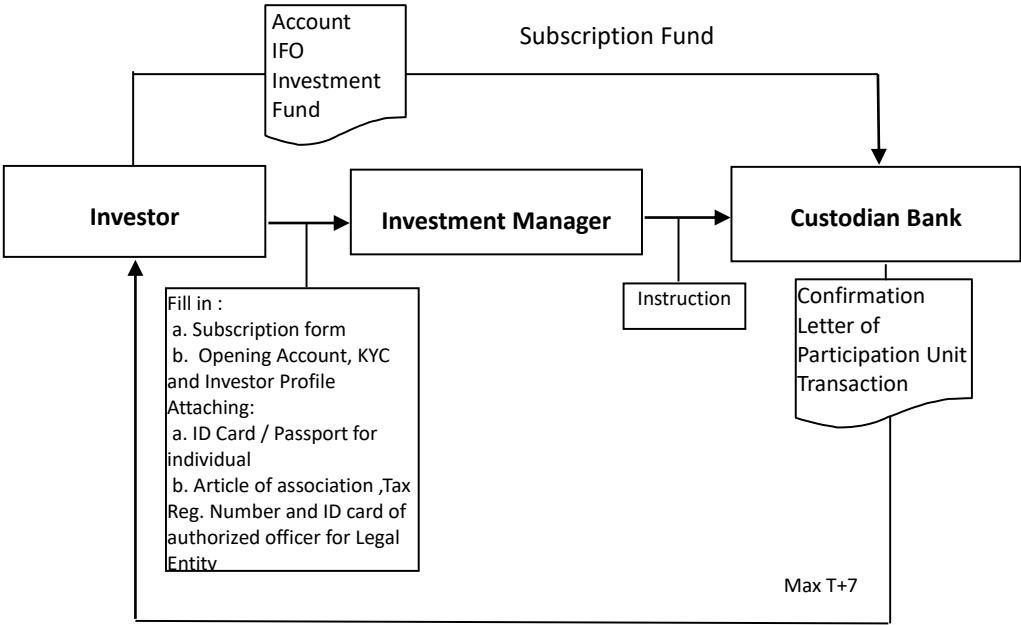 Account
IFO
Investment
Fund
Subscription Fund
Investor
Investment Manager
Custodian Bank
Fill in :
a. Subscription form
b. Opening Account, KYC
and Investor Profile
Attaching:
a. ID Card / Passport for
individual
b. Article of association ,Tax
Reg. Number and ID card of
authorized officer for Legal
Entity
Instruction
Confirmation
Letter of
Participation Unit
Transaction
Max T+7